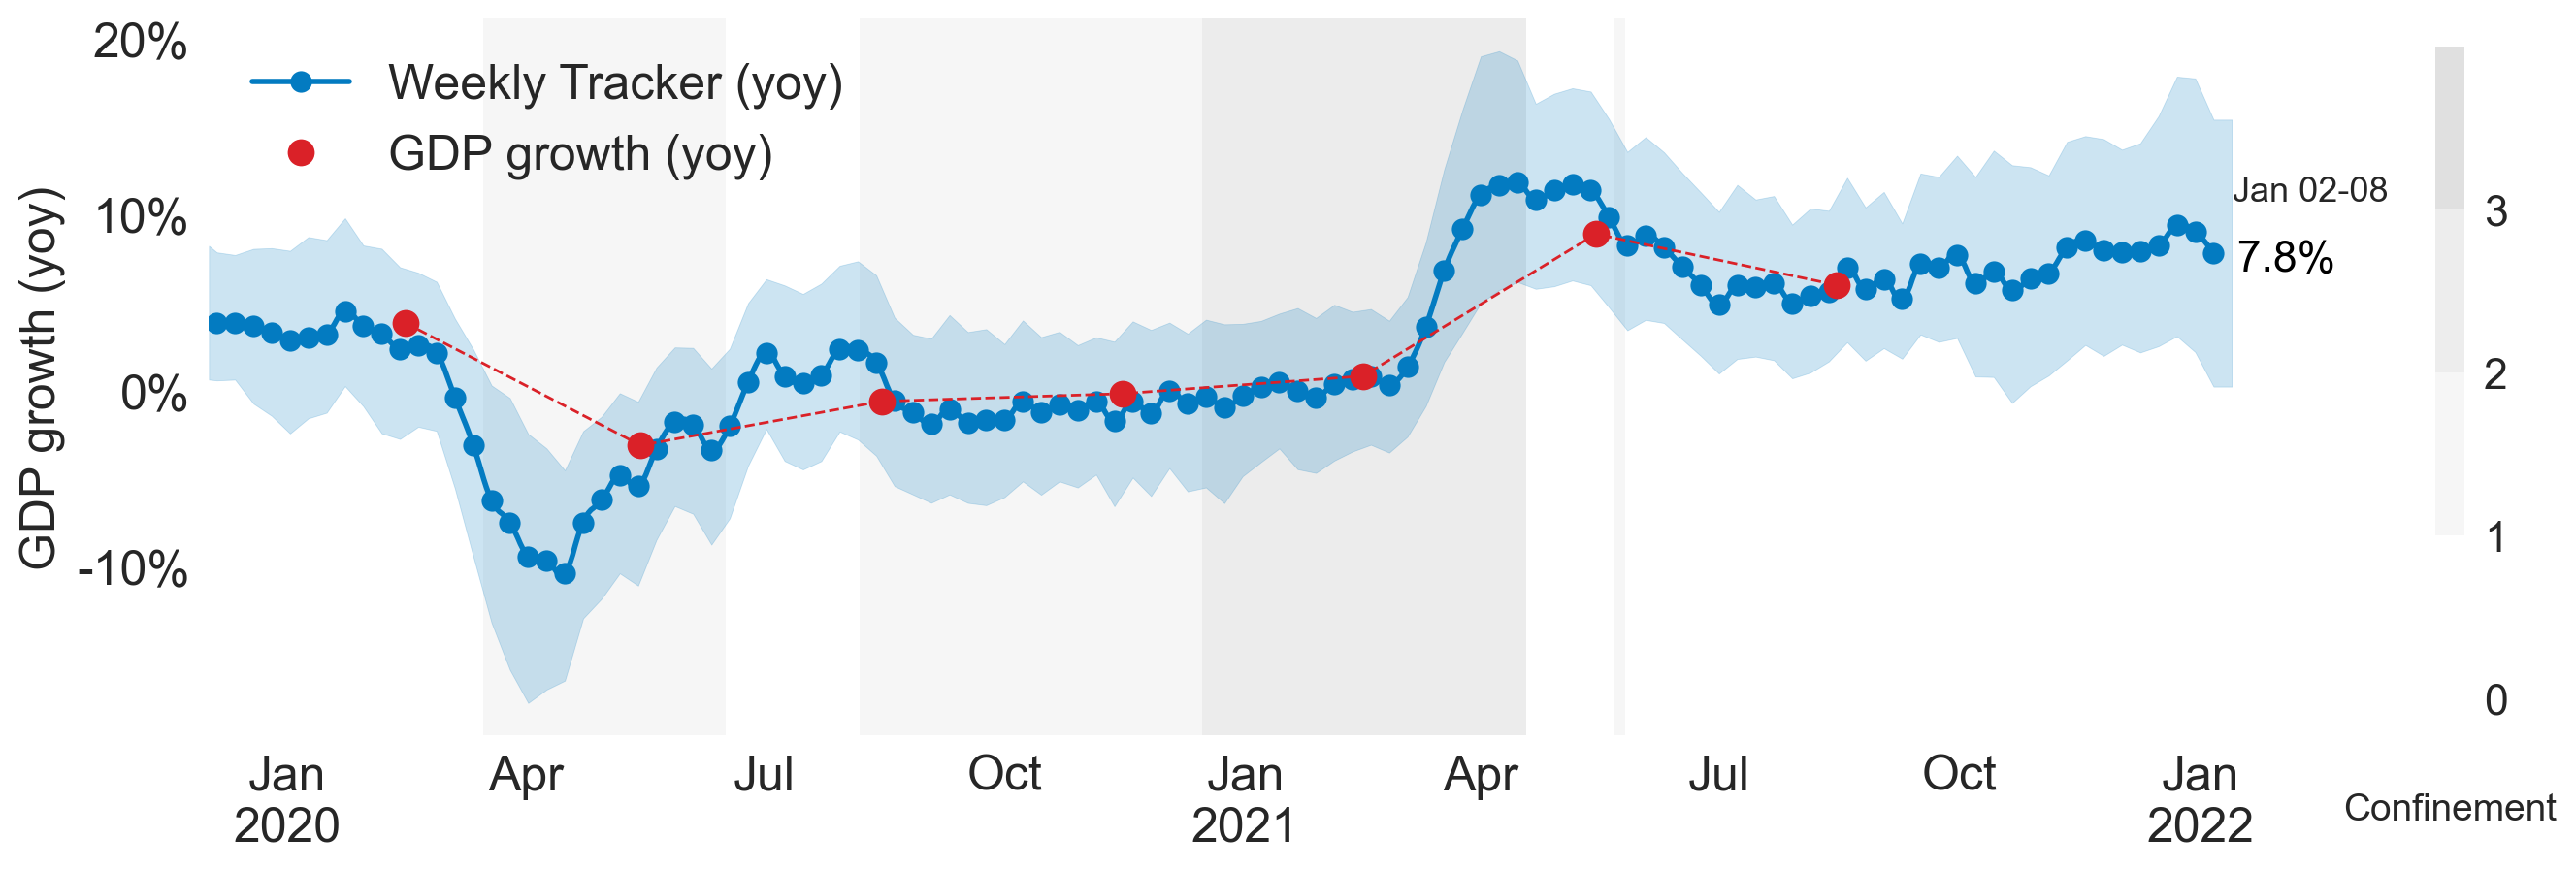 20%
10%
0%
-10%
GDP growth (yoy)
Weekly Tracker (yoy)
GDP growth (yoy)
Jan 02-08
7.8%
3
2
1
0
Confinement
Jan
2020
Apr
Jul
Oct
Jan
2021
Apr
Jul
Oct
Jan
2022